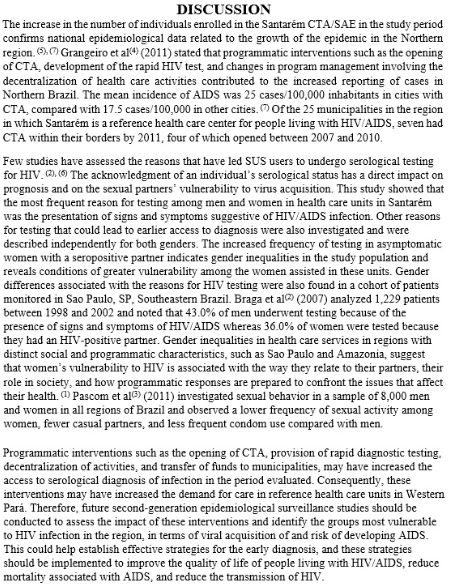 DISCUSSION
The increase in the number of individuals enrolled in the Santarém CTA/SAE in the study period
confirms national epidemiological data related to the growth of the epidemic in the Northern
region. (5),(7) Grangeiro et al(4) (2011) stated that programmatic interventions such as the opening
of CTA, development of the rapid HIV test, and changes in program management involving the
decentralization of health care activities contributed to the increased reporting of cases in
Northern Brazil. The mean incidence of AIDS was 25 cases/100,000 inhabitants in cities with
CTA, compared with 17.5 cases/100,000 in other cities. (7) Of the 25 municipalities in the region
in which Santarém is a reference health care center for people living with HIV/AIDS, seven had
CTA within their borders by 2011, four of which opened between 2007 and 2010.
Few studies have assessed the reasons that have led SUS users to undergo serological testing
for HIV. (2), (6) The acknowledgment of an individual's serological status has a direct impact on
prognosis and on the sexual partners' vulnerability to virus acquisition. This study showed that
the most frequent reason for testing among men and women in health care units in Santarém
was the presentation of signs and symptoms suggestive of HIV/AIDS infection. Other reasons
for testing that could lead to earlier access to diagnosis were also investigated and were
described independently for both genders. The increased frequency of testing in asymptomatic
women with a seropositive partner indicates gender inequalities in the study population and
reveals conditions of greater vulnerability among the women assisted in these units. Gender
differences associated with the reasons for HIV testing were also found in a cohort of patients
monitored in Sao Paulo, SP, Southeastern Brazil. Braga et al(2) (2007) analyzed 1,229 patients
between 1998 and 2002 and noted that 43.0% of men underwent testing because of the
presence of signs and symptoms of HIV/AIDS whereas 36.0% of women were tested because
they had an HIV-positive partner. Gender inequalities in health care services in regions with
distinct social and programmatic characteristics, such as Sao Paulo and Amazonia, suggest
that women's vulnerability to HIV is associated with the way they relate to their partners, their
role in society, and how programmatic responses are prepared to confront the issues that affect
their health. (1) Pascom et al(3) (2011) investigated sexual behavior in a sample of 8,000 men
and women in all regions of Brazil and observed a lower frequency of sexual activity among
women, fewer casual partners, and less frequent condom use compared with men.
Programmatic interventions such as the opening of CTA, provision of rapid diagnostic testing,
decentralization of activities, and transfer of funds to municipalities, may have increased the
access to serological diagnosis of infection in the period evaluated. Consequently, these
interventions may have increased the demand for care in reference health care units in Western
Pará. Therefore, future second-generation epidemiological surveillance studies should be
conducted to assess the impact of these interventions and identify the groups most vulnerable
to HIV infection in the region, in terms of viral acquisition of and risk of developing AIDS.
This could help establish effective strategies for the early diagnosis, and these strategies
should be implemented to improve the quality of life of people living with HIV/AIDS, reduce
mortality associated with AIDS, and reduce the transmission of HIV.